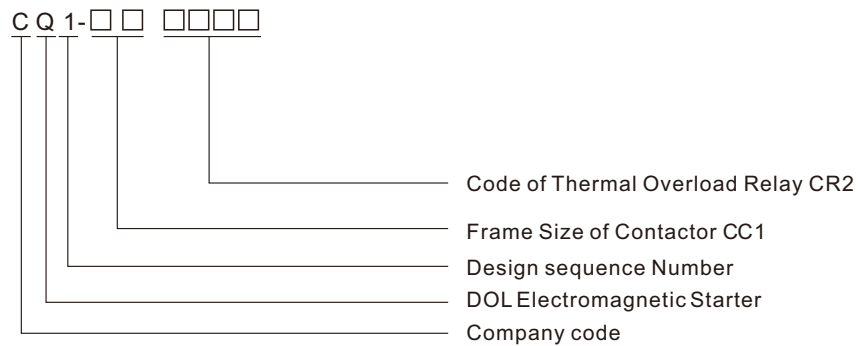 CQ1-□□ □□□□
Code of Thermal Overload Relay CR2
Frame Size of Contactor CC1
Design sequence Number
DOL Electromagnetic Starter
Company code